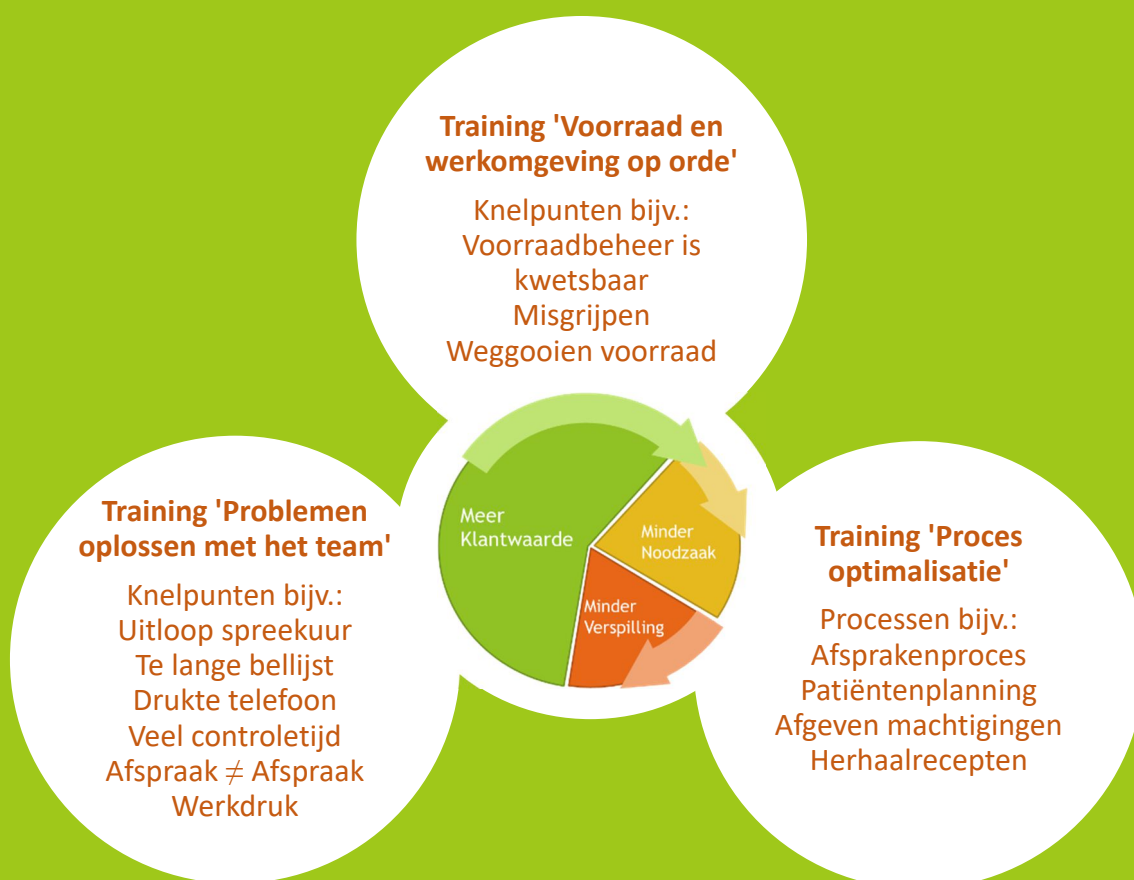 Training 'Voorraad en
werkomgeving op orde'
Knelpunten bijv.:
Voorraadbeheer is
kwetsbaar
Misgrijpen
Weggooien voorraad
Meer
Klantwaarde
Minder
Noodzaak
Minder
Verspilling
Training 'Problemen
oplossen met het team'
Knelpunten bijv.:
Uitloop spreekuur
Te lange bellijst
Drukte telefoon
Veel controletijd
Afspraak ≠ Afspraak
Werkdruk
Training 'Proces
optimalisatie'
Processen bijv.:
Afsprakenproces
Patiëntenplanning
Afgeven machtigingen
Herhaalrecepten